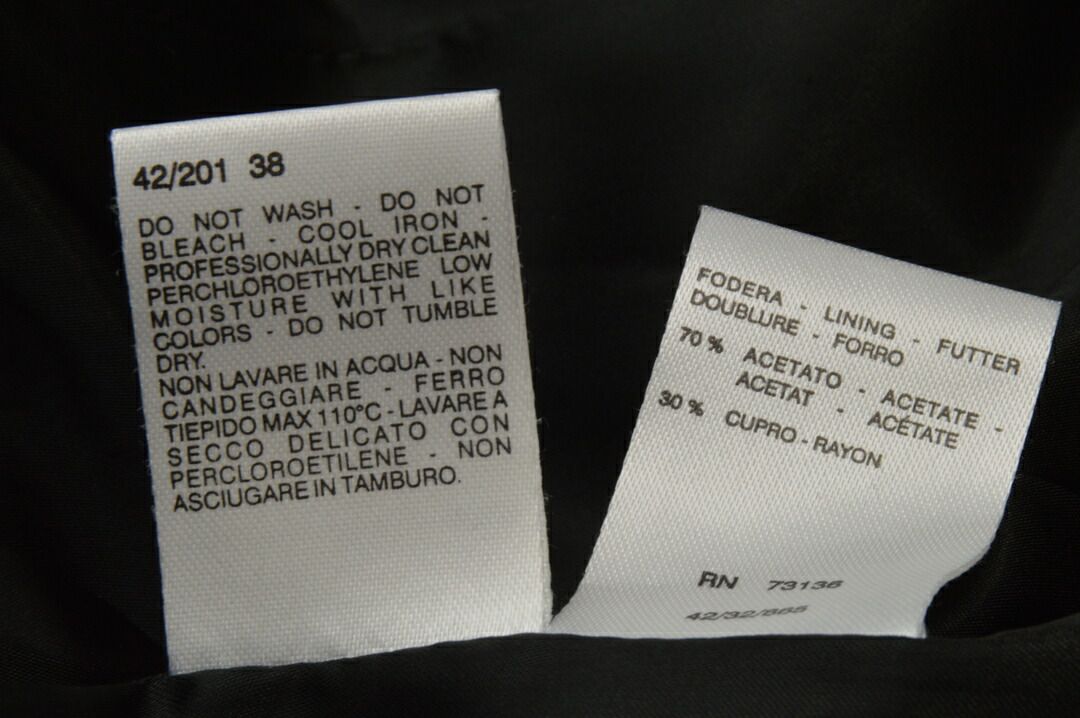 42/201 38
DO NOT WASH - DO NOT
BLEACH - COOL IRON -
PROFESSIONALLY DRY CLEAN
PERCHLOROETHYLENE LOW
MOISTURE WITH LIKE
COLORS - DO NOT TUMBLE
DRY.
NON LAVARE IN ACQUA - NON
CANDEGGIARE - FERRO
TIEPIDO MAX 110°C - LAVARE A
SECCO DELICATO CON
PERCLOROETILENE - NON
ASCIUGARE IN TAMBURO.
FODERA - LINING - FUTTER
DOUBLURE - FORRO
70 % ACETATO - ACETATE -
ACETAT - ACÉTATE
30 % CUPRO - RAYON
RN 73136
42/32/865